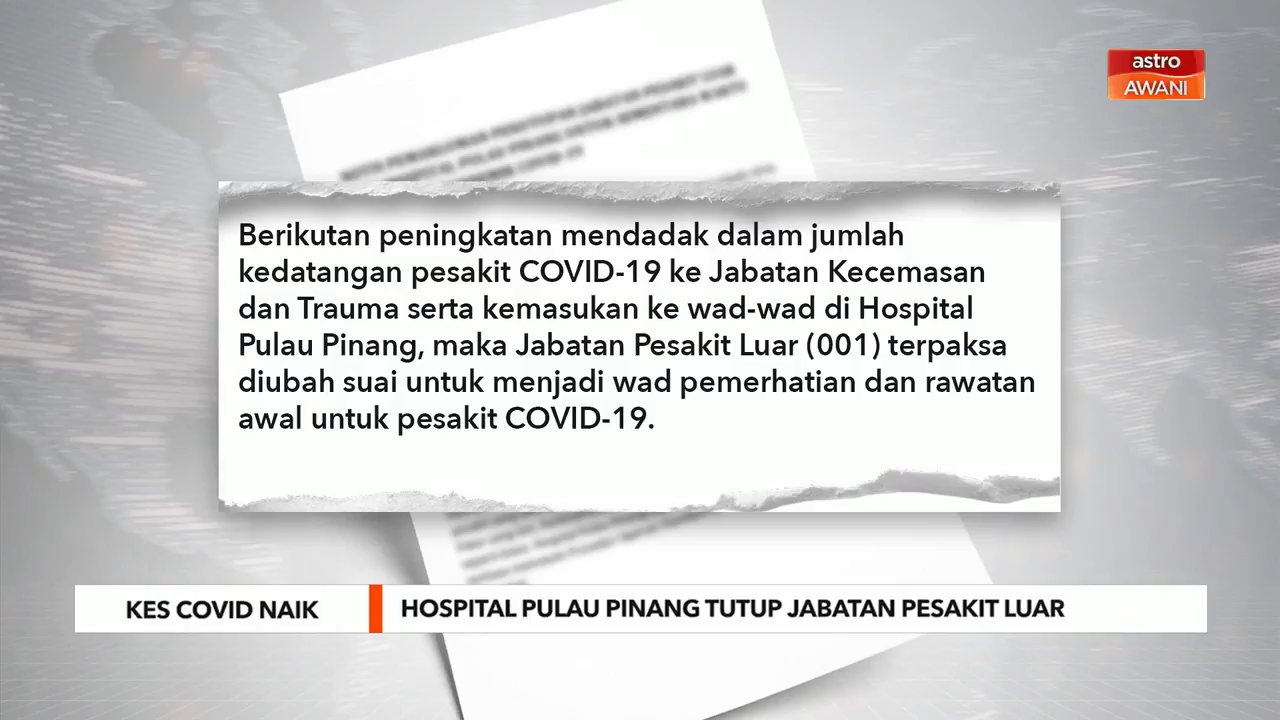 astro
AWANI
Berikutan peningkatan mendadak dalam jumlah
kedatangan pesakit COVID-19 ke Jabatan Kecemasan
dan Trauma serta kemasukan ke wad-wad di Hospital
Pulau Pinang, maka Jabatan Pesakit Luar (001) terpaksa
diubah suai untuk menjadi wad pemerhatian dan rawatan
awal untuk pesakit COVID-19.
KES COVID NAIK
HOSPITAL PULAU PINANG TUTUP JABATAN PESAKIT LUAR